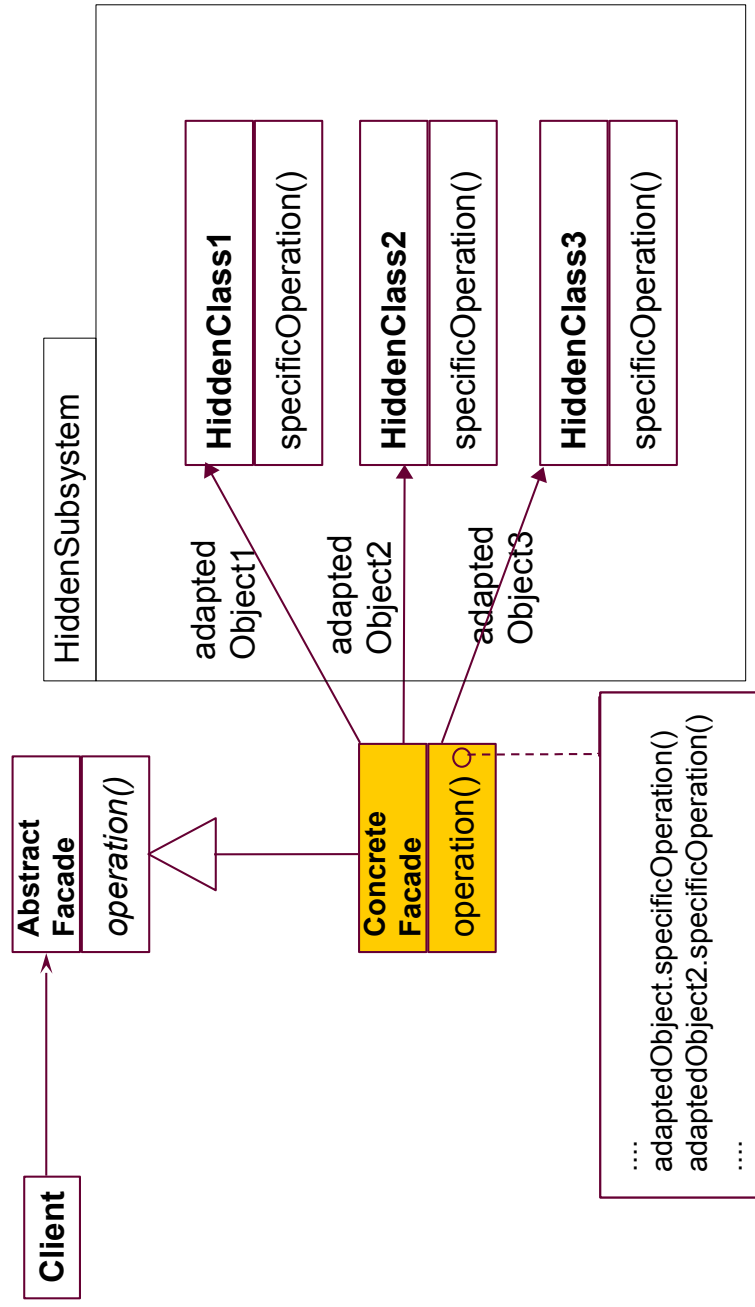 Client
Abstract
Facade
operation()
HiddenSubsystem
Concrete
Facade
operation()
adapted
Object1
adapted
Object2
adapted
Object3
HiddenClass1
specificOperation()
HiddenClass2
specificOperation()
HiddenClass3
specificOperation()
....
adaptedObject.specificOperation()
adaptedObject2.specificOperation()
....